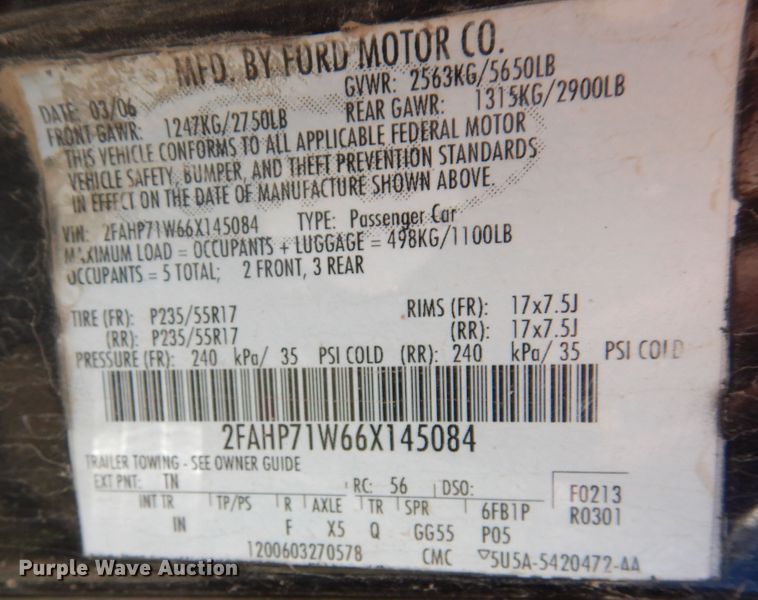 MFD. BY FORD MOTOR CO.
DATE: 03/06 GVWR: 2563KG/5650LB
FRONT GAWR: 1247KG/2750LB REAR GAWR: 1315KG/2900LB
THIS VEHICLE CONFORMS TO ALL APPLICABLE FEDERAL MOTOR
VEHICLE SAFETY, BUMPER, AND THEFT PREVENTION STANDARDS
IN EFFECT ON THE DATE OF MANUFACTURE SHOWN ABOVE.
VIN: 2FAHP71W66X145084 TYPE: Passenger Car
MAXIMUM LOAD = OCCUPANTS + LUGGAGE = 498KG/1100LB
OCCUPANTS = 5 TOTAL; 2 FRONT, 3 REAR
TIRE (FR): P235/55R17 RIMS (FR): 17x7.5J
(RR): P235/55R17 (RR): 17x7.5J
PRESSURE (FR): 240 kPa/ 35 PSI COLD (RR): 240 kPa/ 35 PSI COLD
2FAHP71W66X145084
TRAILER TOWING - SEE OWNER GUIDE
EXT PNT: TN RC: 56 DSO: F0213
INT TR TP/PS R AXLE TR SPR 6FB1P R0301
IN F X5 Q GG55 P05
1200603270578 CMC ▽5U5A-5420472-AA
Purple Wave Auction